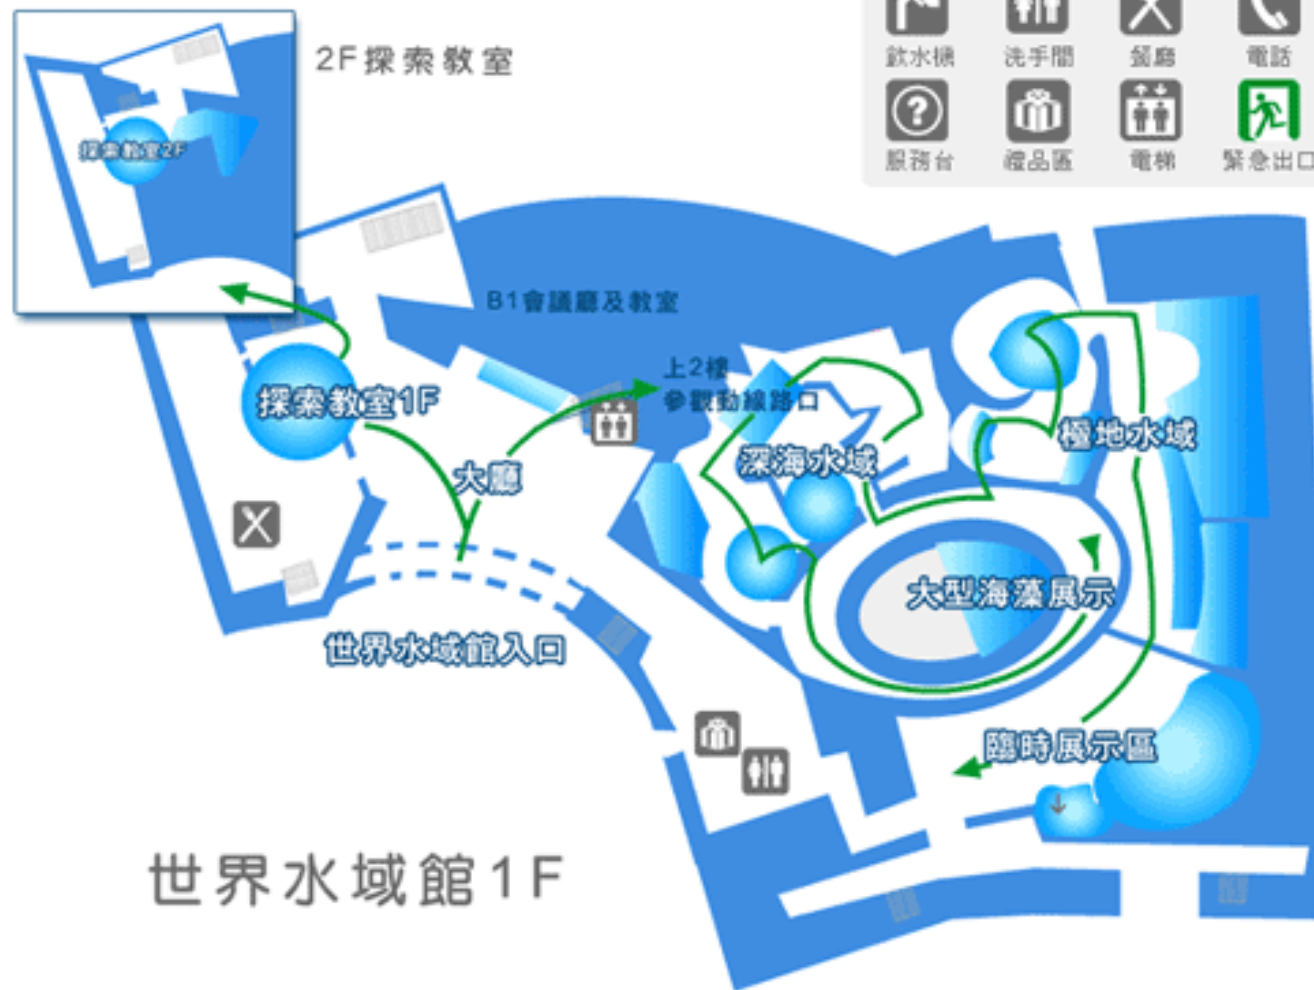 2F探索教室
飲水機 洗手間 餐廳 電話
服務台 禮品區 電梯 緊急出口
探索教室2F
B1會議廳及教室
上2樓
參觀動線路口
探索教室1F
大廳
深海水域
極地水域
大型海藻展示
世界水域館入口
臨時展示區
世界水域館1F